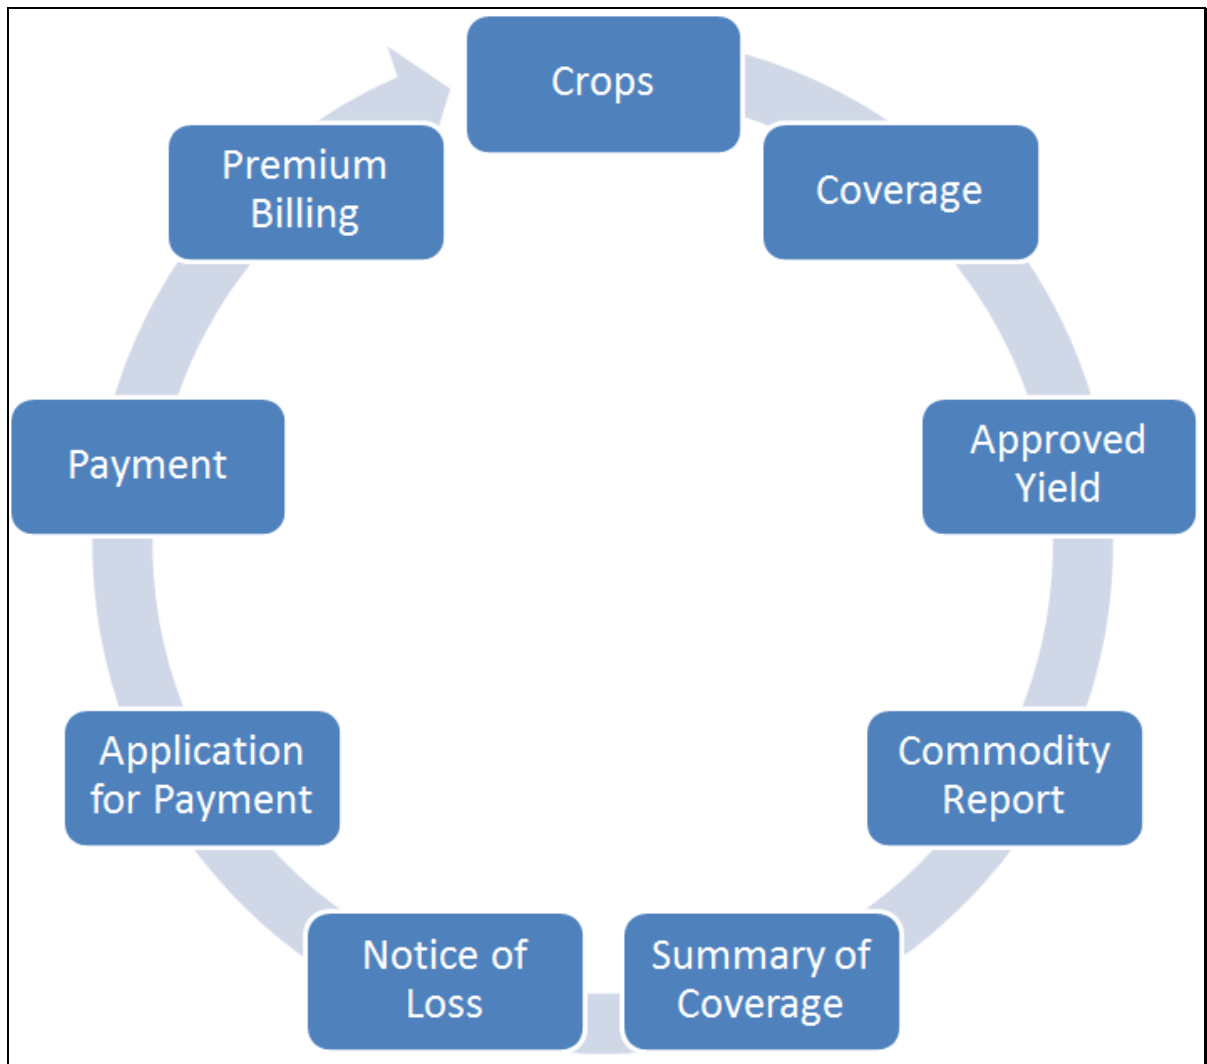 Crops
Coverage
Approved
Yield
Commodity
Report
Summary of
Coverage
Notice of
Loss
Application
for Payment
Payment
Premium
Billing